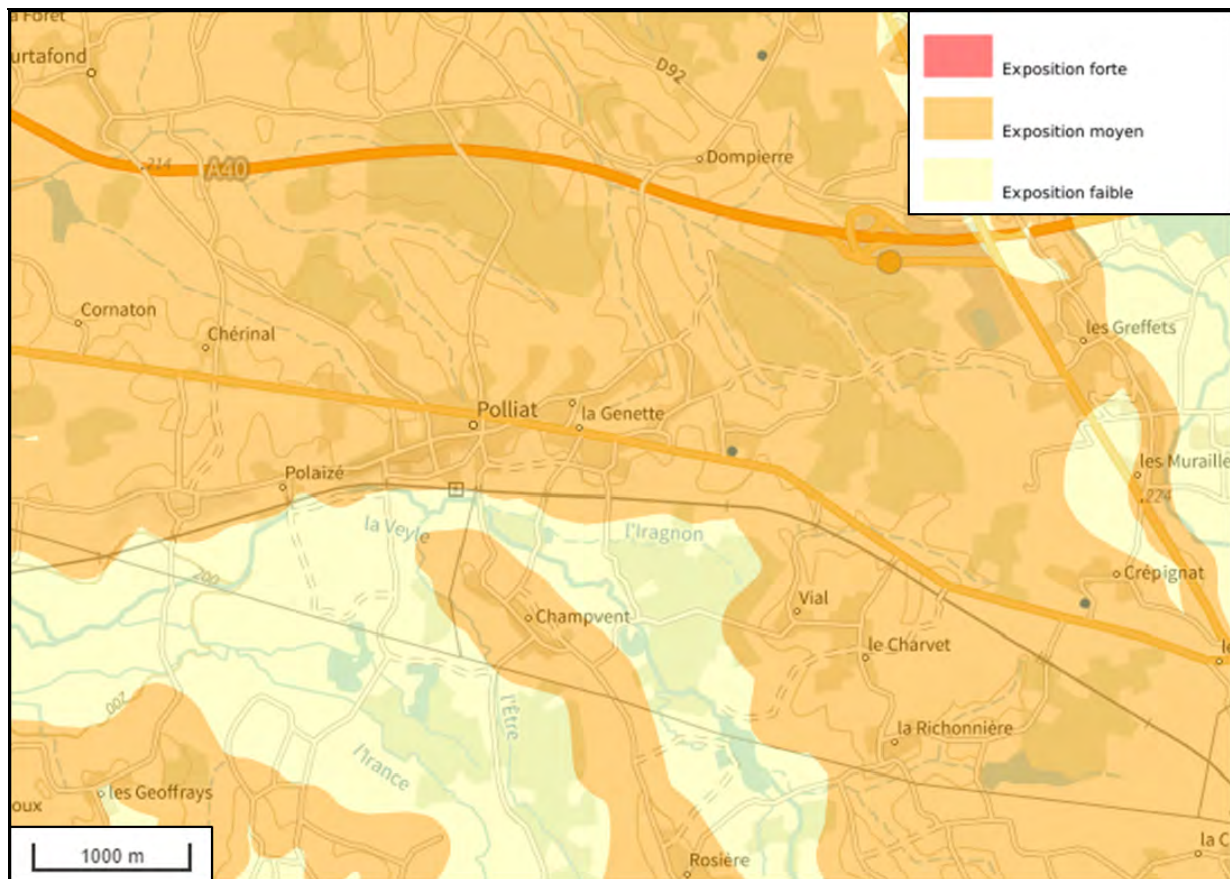 Exposition forte
Exposition moyen
Exposition faible
D92
A40
214
Dompierre
Cornaton
Chérinal
les Greffets
Polliat
la Genette
Polaizé
les Muraille
224
la Veyle
l'Iragnon
200
Crépignat
Vial
Champvent
le Charvet
200
l'Être
la Richonnière
l'Irance
les Geoffrays
1000 m
Rosière